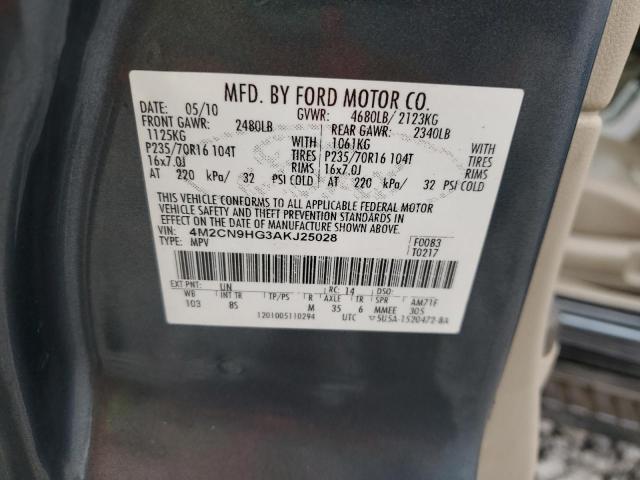 MFD. BY FORD MOTOR CO.
DATE: 05/10 GVWR: 4680LB/ 2123KG
FRONT GAWR: 2480LB REAR GAWR: 2340LB
1125KG WITH 1061KG WITH
P235/70R16 104T TIRES P235/70R16 104T TIRES
16x7.0J RIMS 16x7.0J RIMS
AT 220 kPa/ 32 PSI COLD AT 220 kPa/ 32 PSI COLD
THIS VEHICLE CONFORMS TO ALL APPLICABLE FEDERAL MOTOR
VEHICLE SAFETY AND THEFT PREVENTION STANDARDS IN
EFFECT ON THE DATE OF MANUFACTURE SHOWN ABOVE.
VIN: 4M2CN9HG3AKJ25028 F0083
TYPE: MPV T0217
EXT PNT: UN RC: 14 DSO:
WB INT TR TP/PS R AXLE TR SPR AM71F
103 85 M 35 6 MMEE 305
1201005110294 UTC 5U5A-1520472-BA